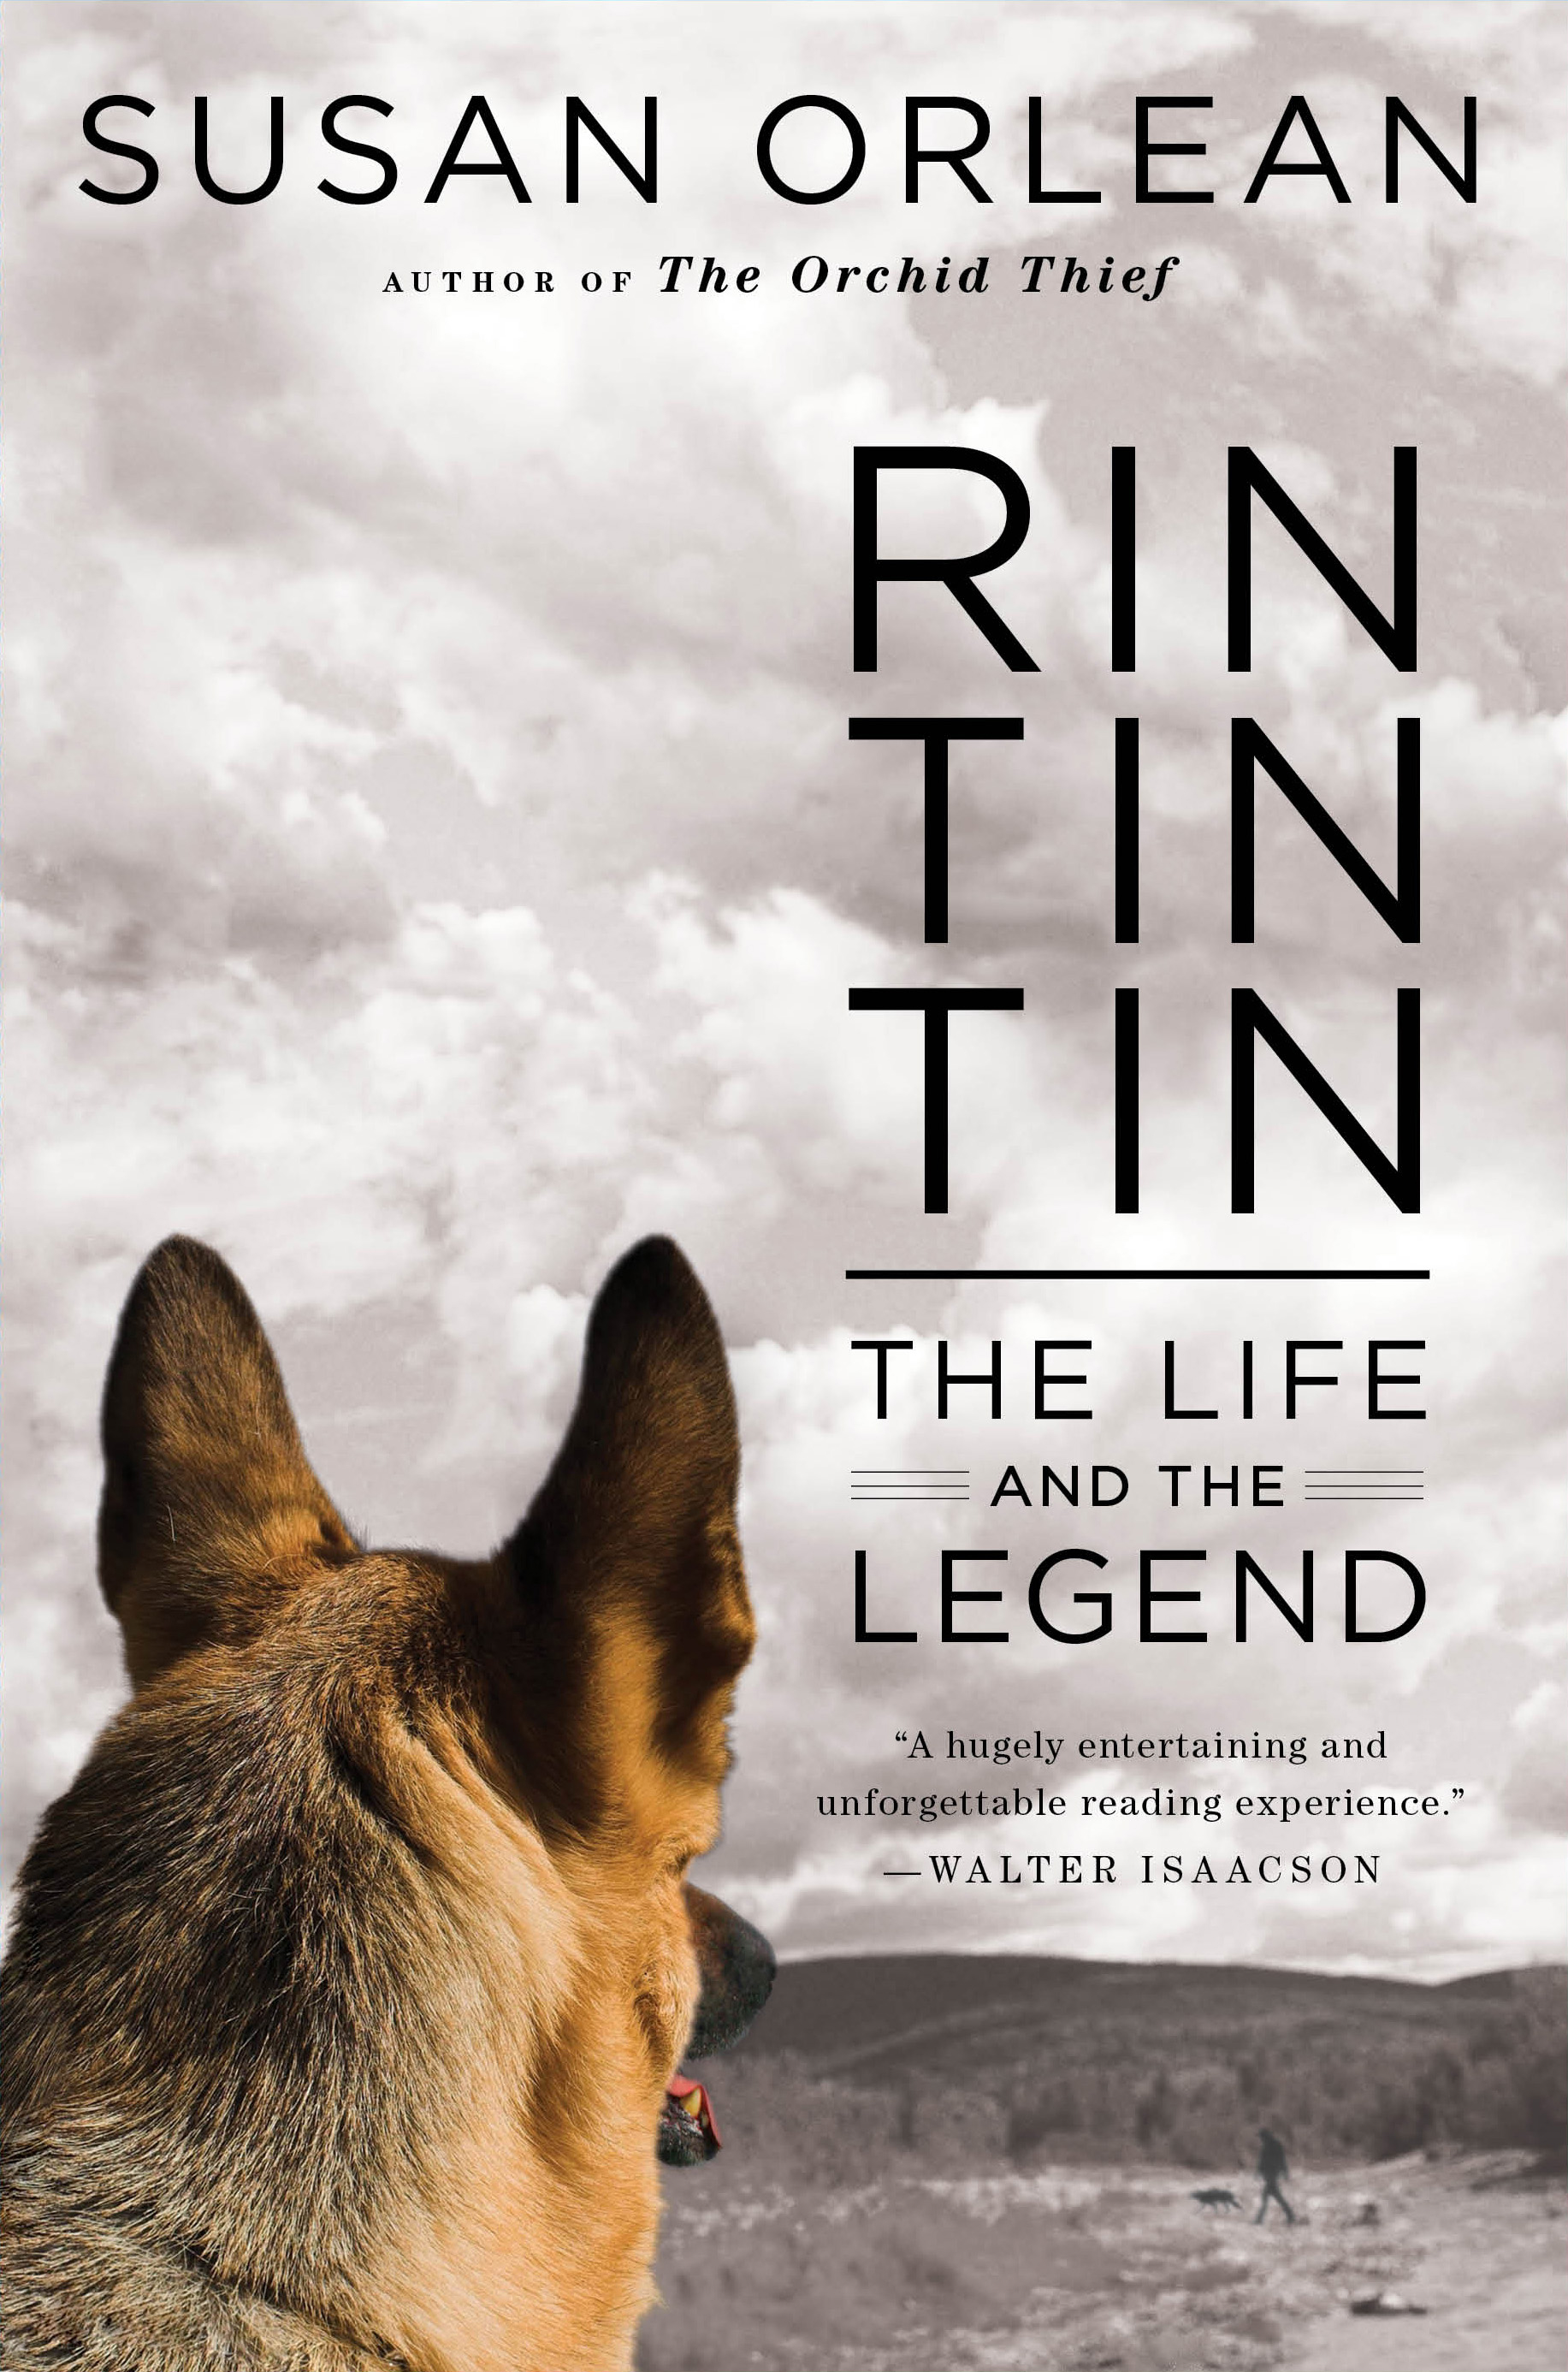 SUSAN ORLEAN
AUTHOR OF The Orchid Thief
RIN
TIN
TIN
THE LIFE
AND THE
LEGEND
“A hugely entertaining and
unforgettable reading experience.”
—WALTER ISAACSON